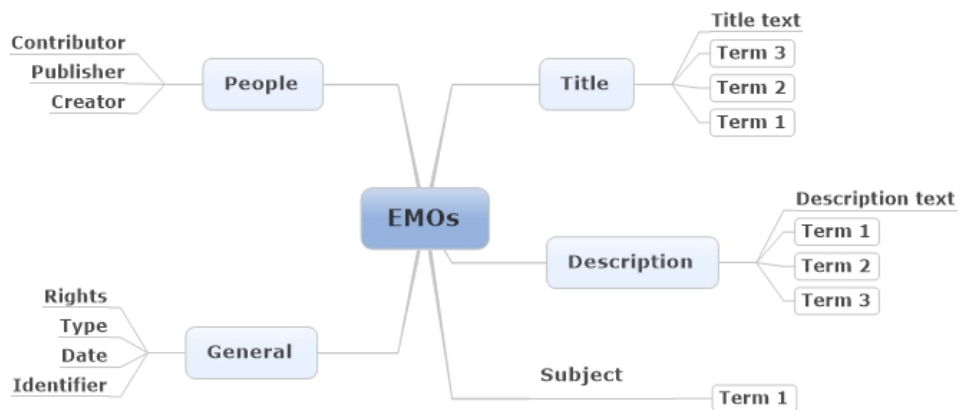 Contributor
Publisher
Creator
People
Title
Title text
Term 3
Term 2
Term 1
EMOs
Description
Description text
Term 1
Term 2
Term 3
Rights
Type
Date
Identifier
General
Subject
Term 1